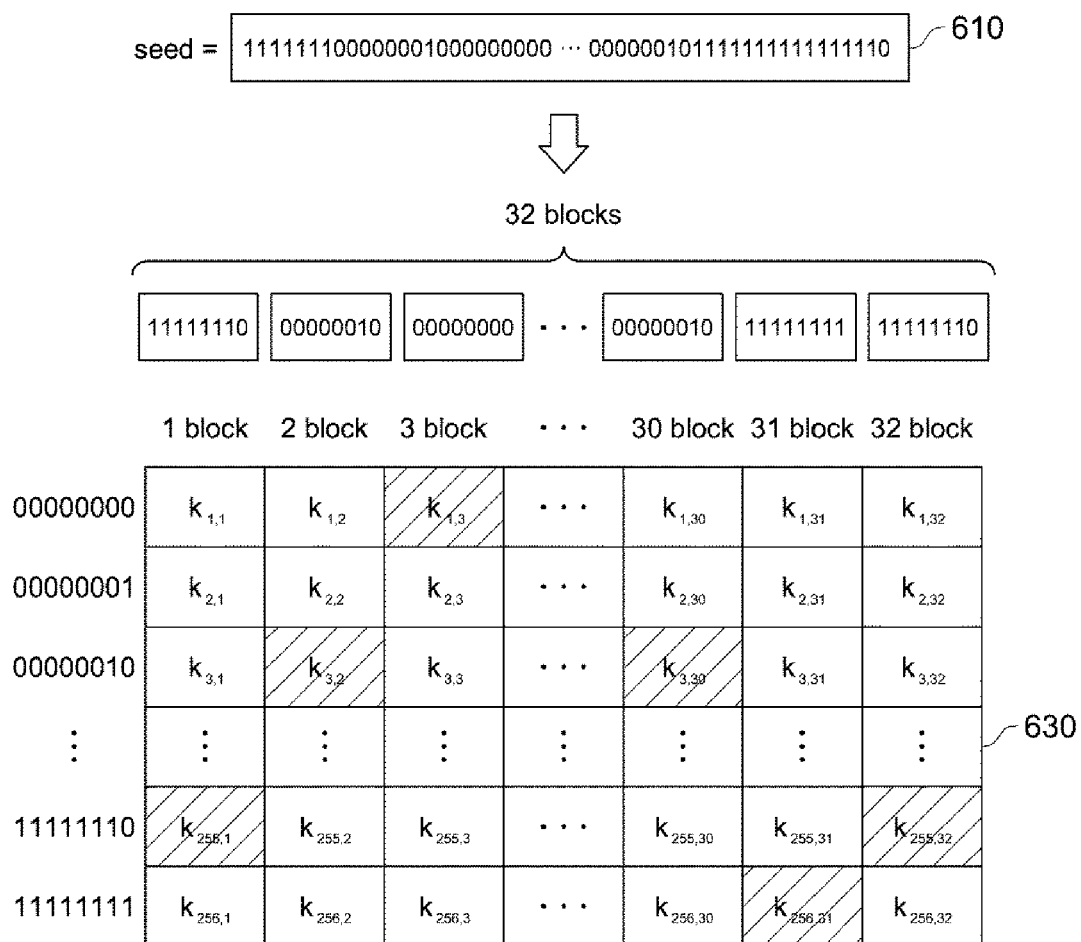 seed = 111111100000001000000000 ··· 000000101111111111111110
610
32 blocks
11111110 00000010 00000000 ··· 00000010 11111111 11111110
1 block 2 block 3 block ··· 30 block 31 block 32 block
00000000 k1,1 k1,2 k1,3 ··· k1,30 k1,31 k1,32
00000001 k2,1 k2,2 k2,3 ··· k2,30 k2,31 k2,32
00000010 k3,1 k3,2 k3,3 ··· k3,30 k3,31 k3,32
630
11111110 k255,1 k255,2 k255,3 ··· k255,30 k255,31 k255,32
11111111 k256,1 k256,2 k256,3 ··· k256,30 k256,31 k256,32